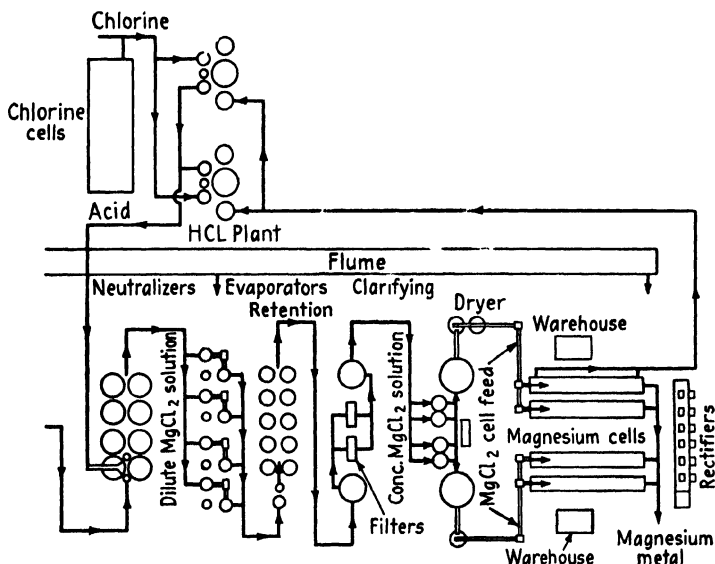 Chlorine
Chlorine
cells
Acid
HCL Plant
Flume
Neutralizers
Evaporators
Clarifying
Retention
Dryer
Warehouse
Dilute MgCl2 solution
Conc. MgCl2 solution
MgCl2 cell feed
Magnesium cells
Rectifiers
Filters
Warehouse
Magnesium
metal